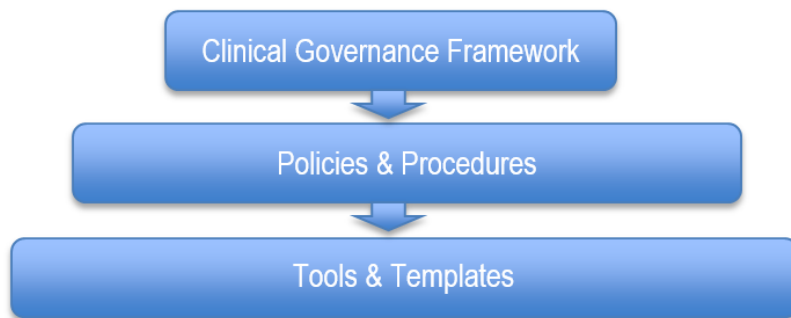 Clinical Governance Framework
Policies & Procedures
Tools & Templates